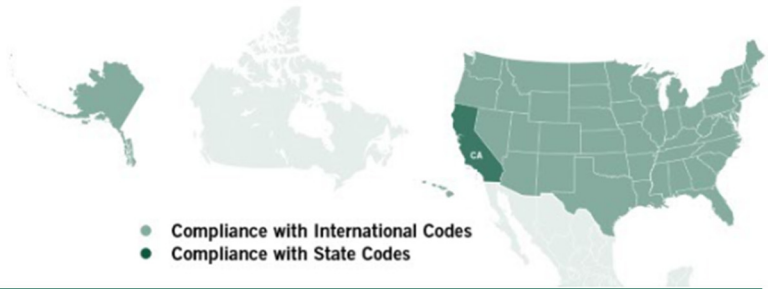 CA
Compliance with International Codes
Compliance with State Codes